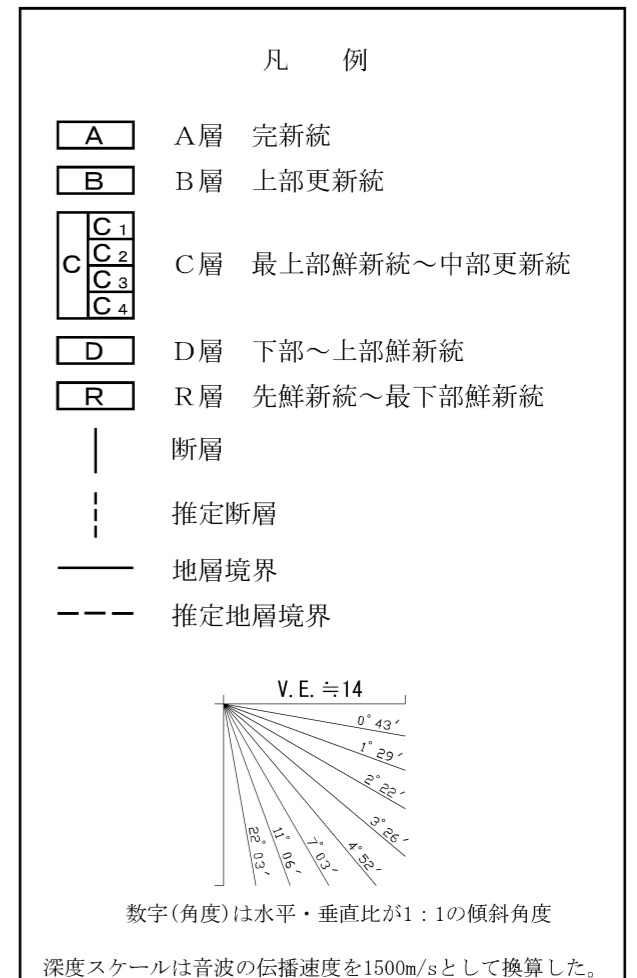 凡 例
A A層 完新統
B B層 上部更新統
C C1 C2 C3 C4 C層 最上部鮮新統~中部更新統
D D層 下部~上部鮮新統
R R層 先鮮新統~最下部鮮新統
断層
推定断層
地層境界
推定地層境界
V.E.≒14
0°43′
1°29′
2°22′
3°26′
4°52′
7°03′
11°06′
22°03′
数字(角度)は水平・垂直比が1:1の傾斜角度
深度スケールは音波の伝播速度を1500m/sとして換算した。